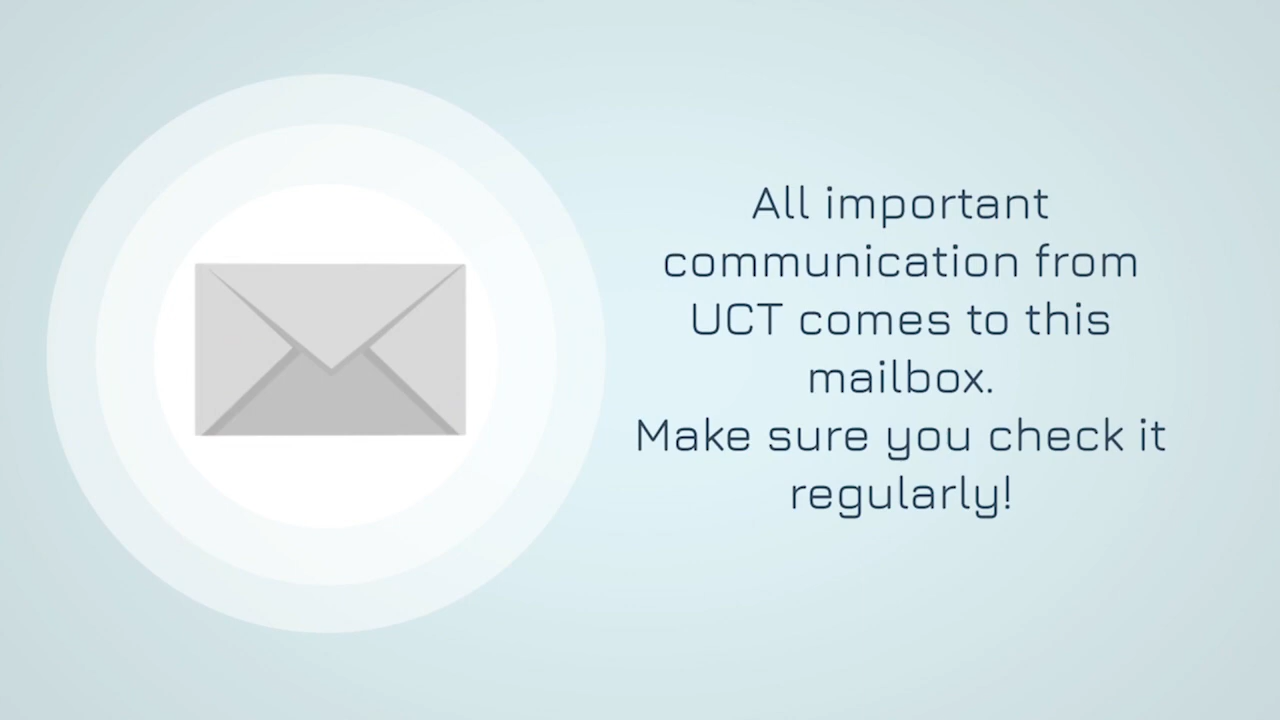 All important
communication from
UCT comes to this
mailbox.
Make sure you check it
regularly!